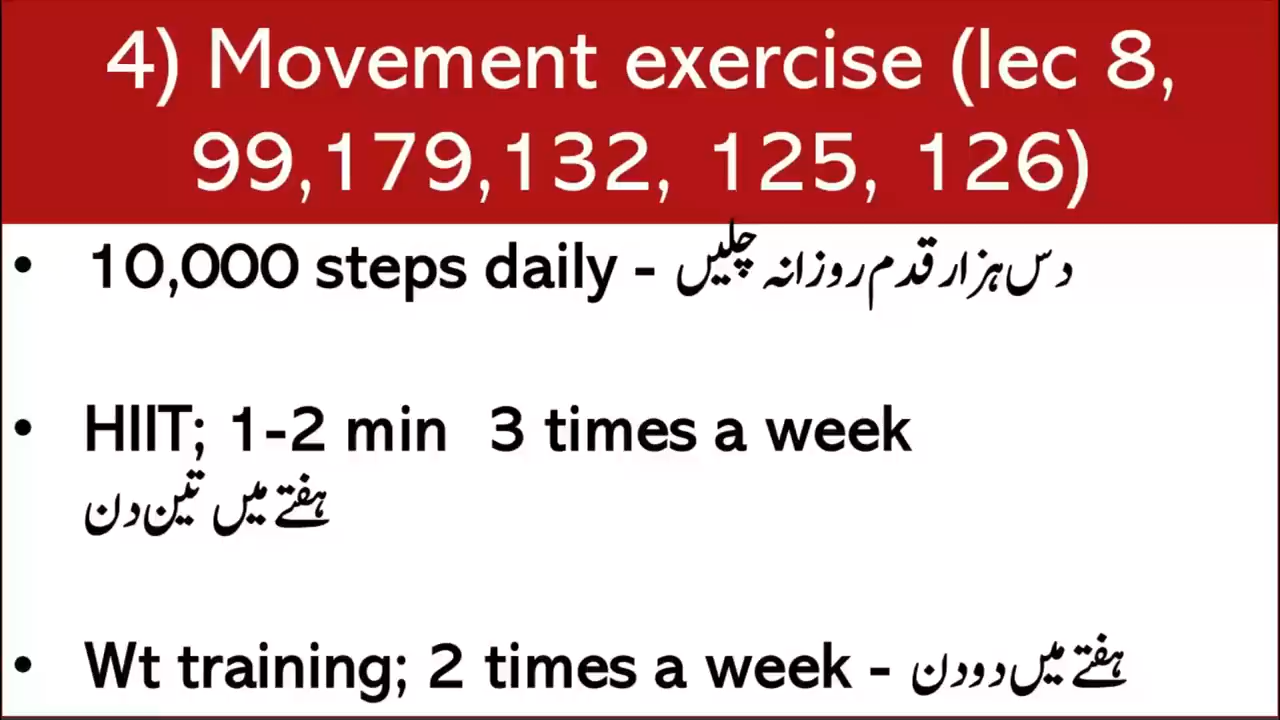 4) Movement exercise (lec 8,
99,179,132, 125, 126)
• 10,000 steps daily - دس ہزار قدم روزانہ چلیں
• HIIT; 1-2 min  3 times a week
ہفتے میں تین دن
• Wt training; 2 times a week - ہفتے میں دو دن